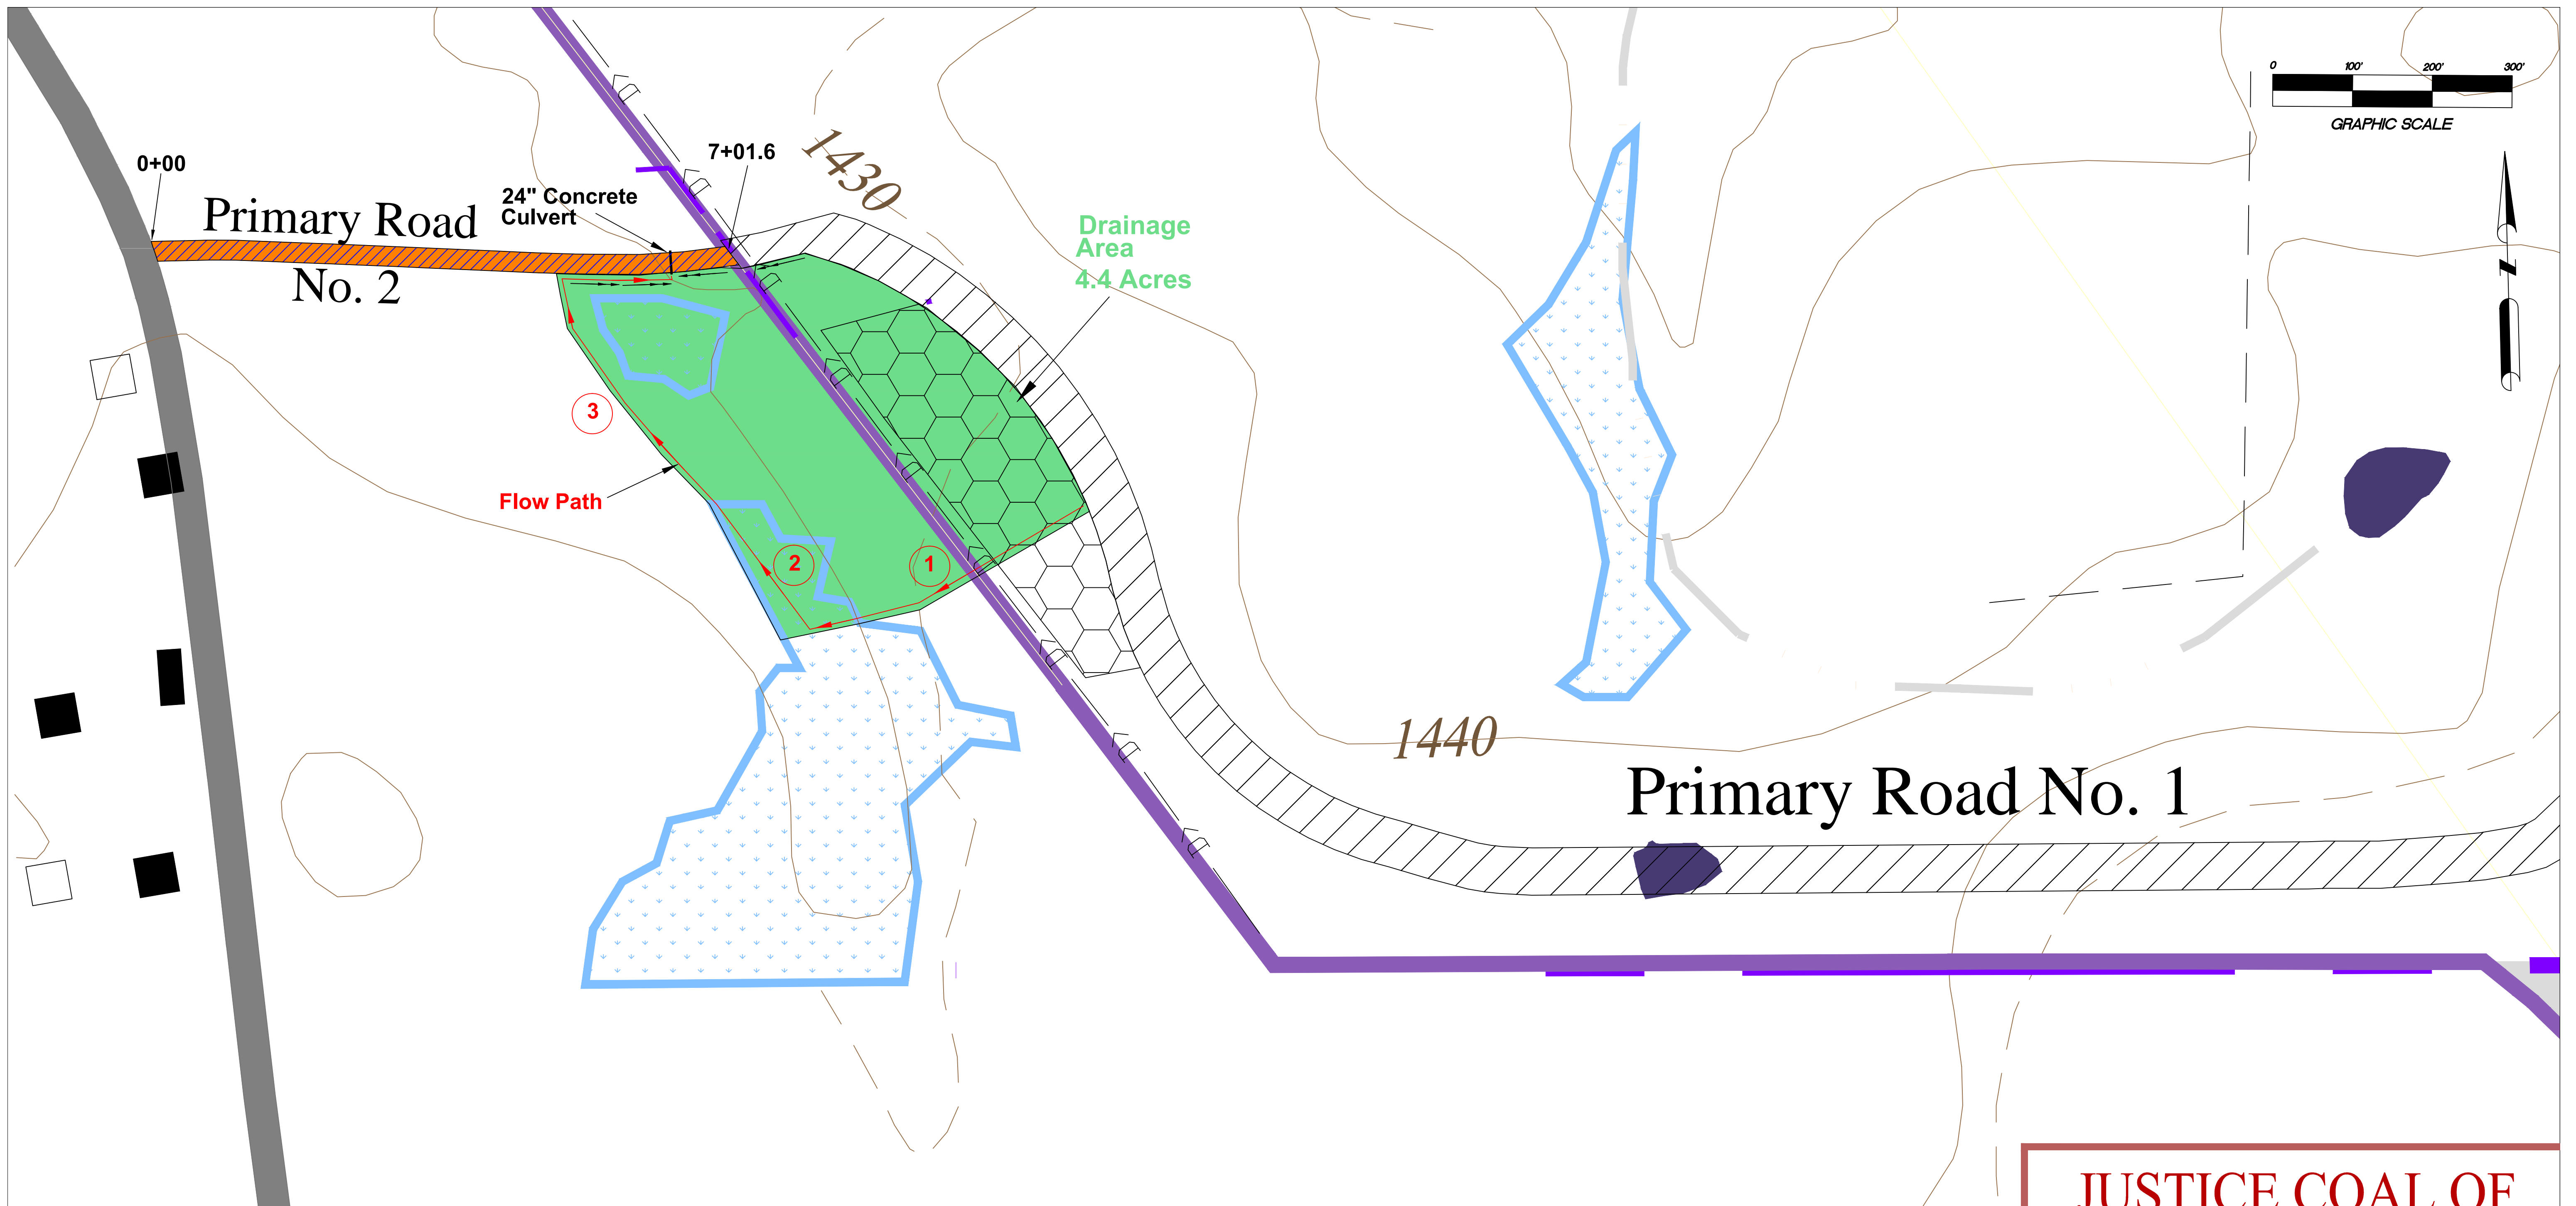 0
100'
200'
300'
GRAPHIC SCALE
N
0+00
7+01.6
1430
24" Concrete
Culvert
Primary Road
No. 2
Drainage
Area
4.4 Acres
3
Flow Path
2
1
1440
Primary Road No. 1
JUSTICE COAL OF